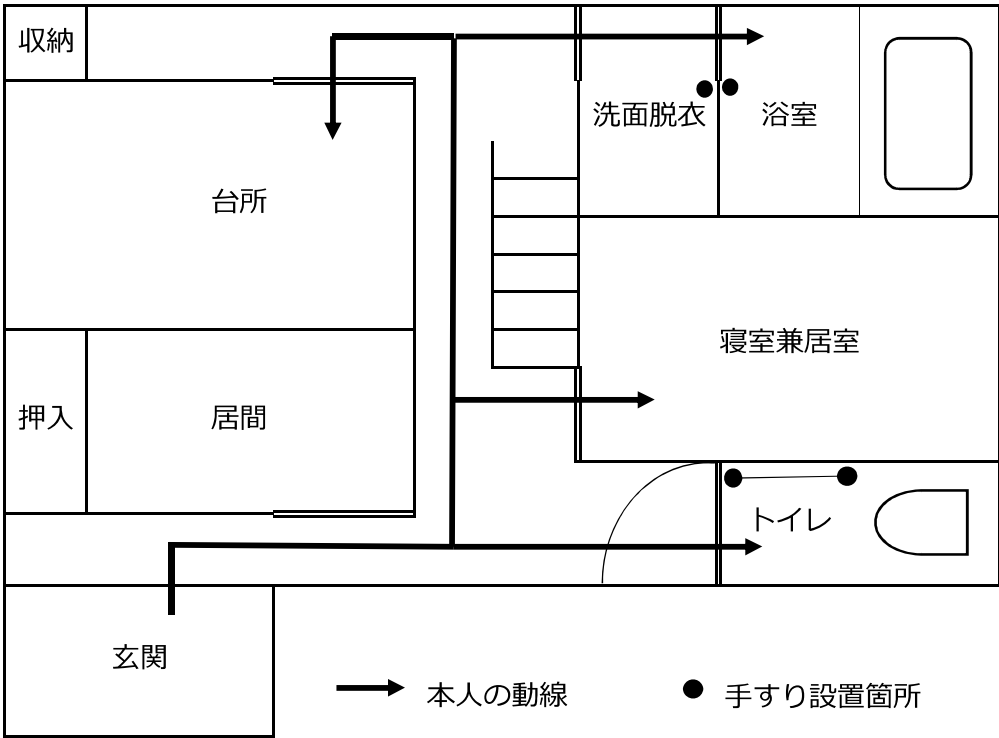 収納
洗面脱衣
浴室
台所
寝室兼居室
押入
居間
トイレ
玄関
本人の動線
手すり設置箇所